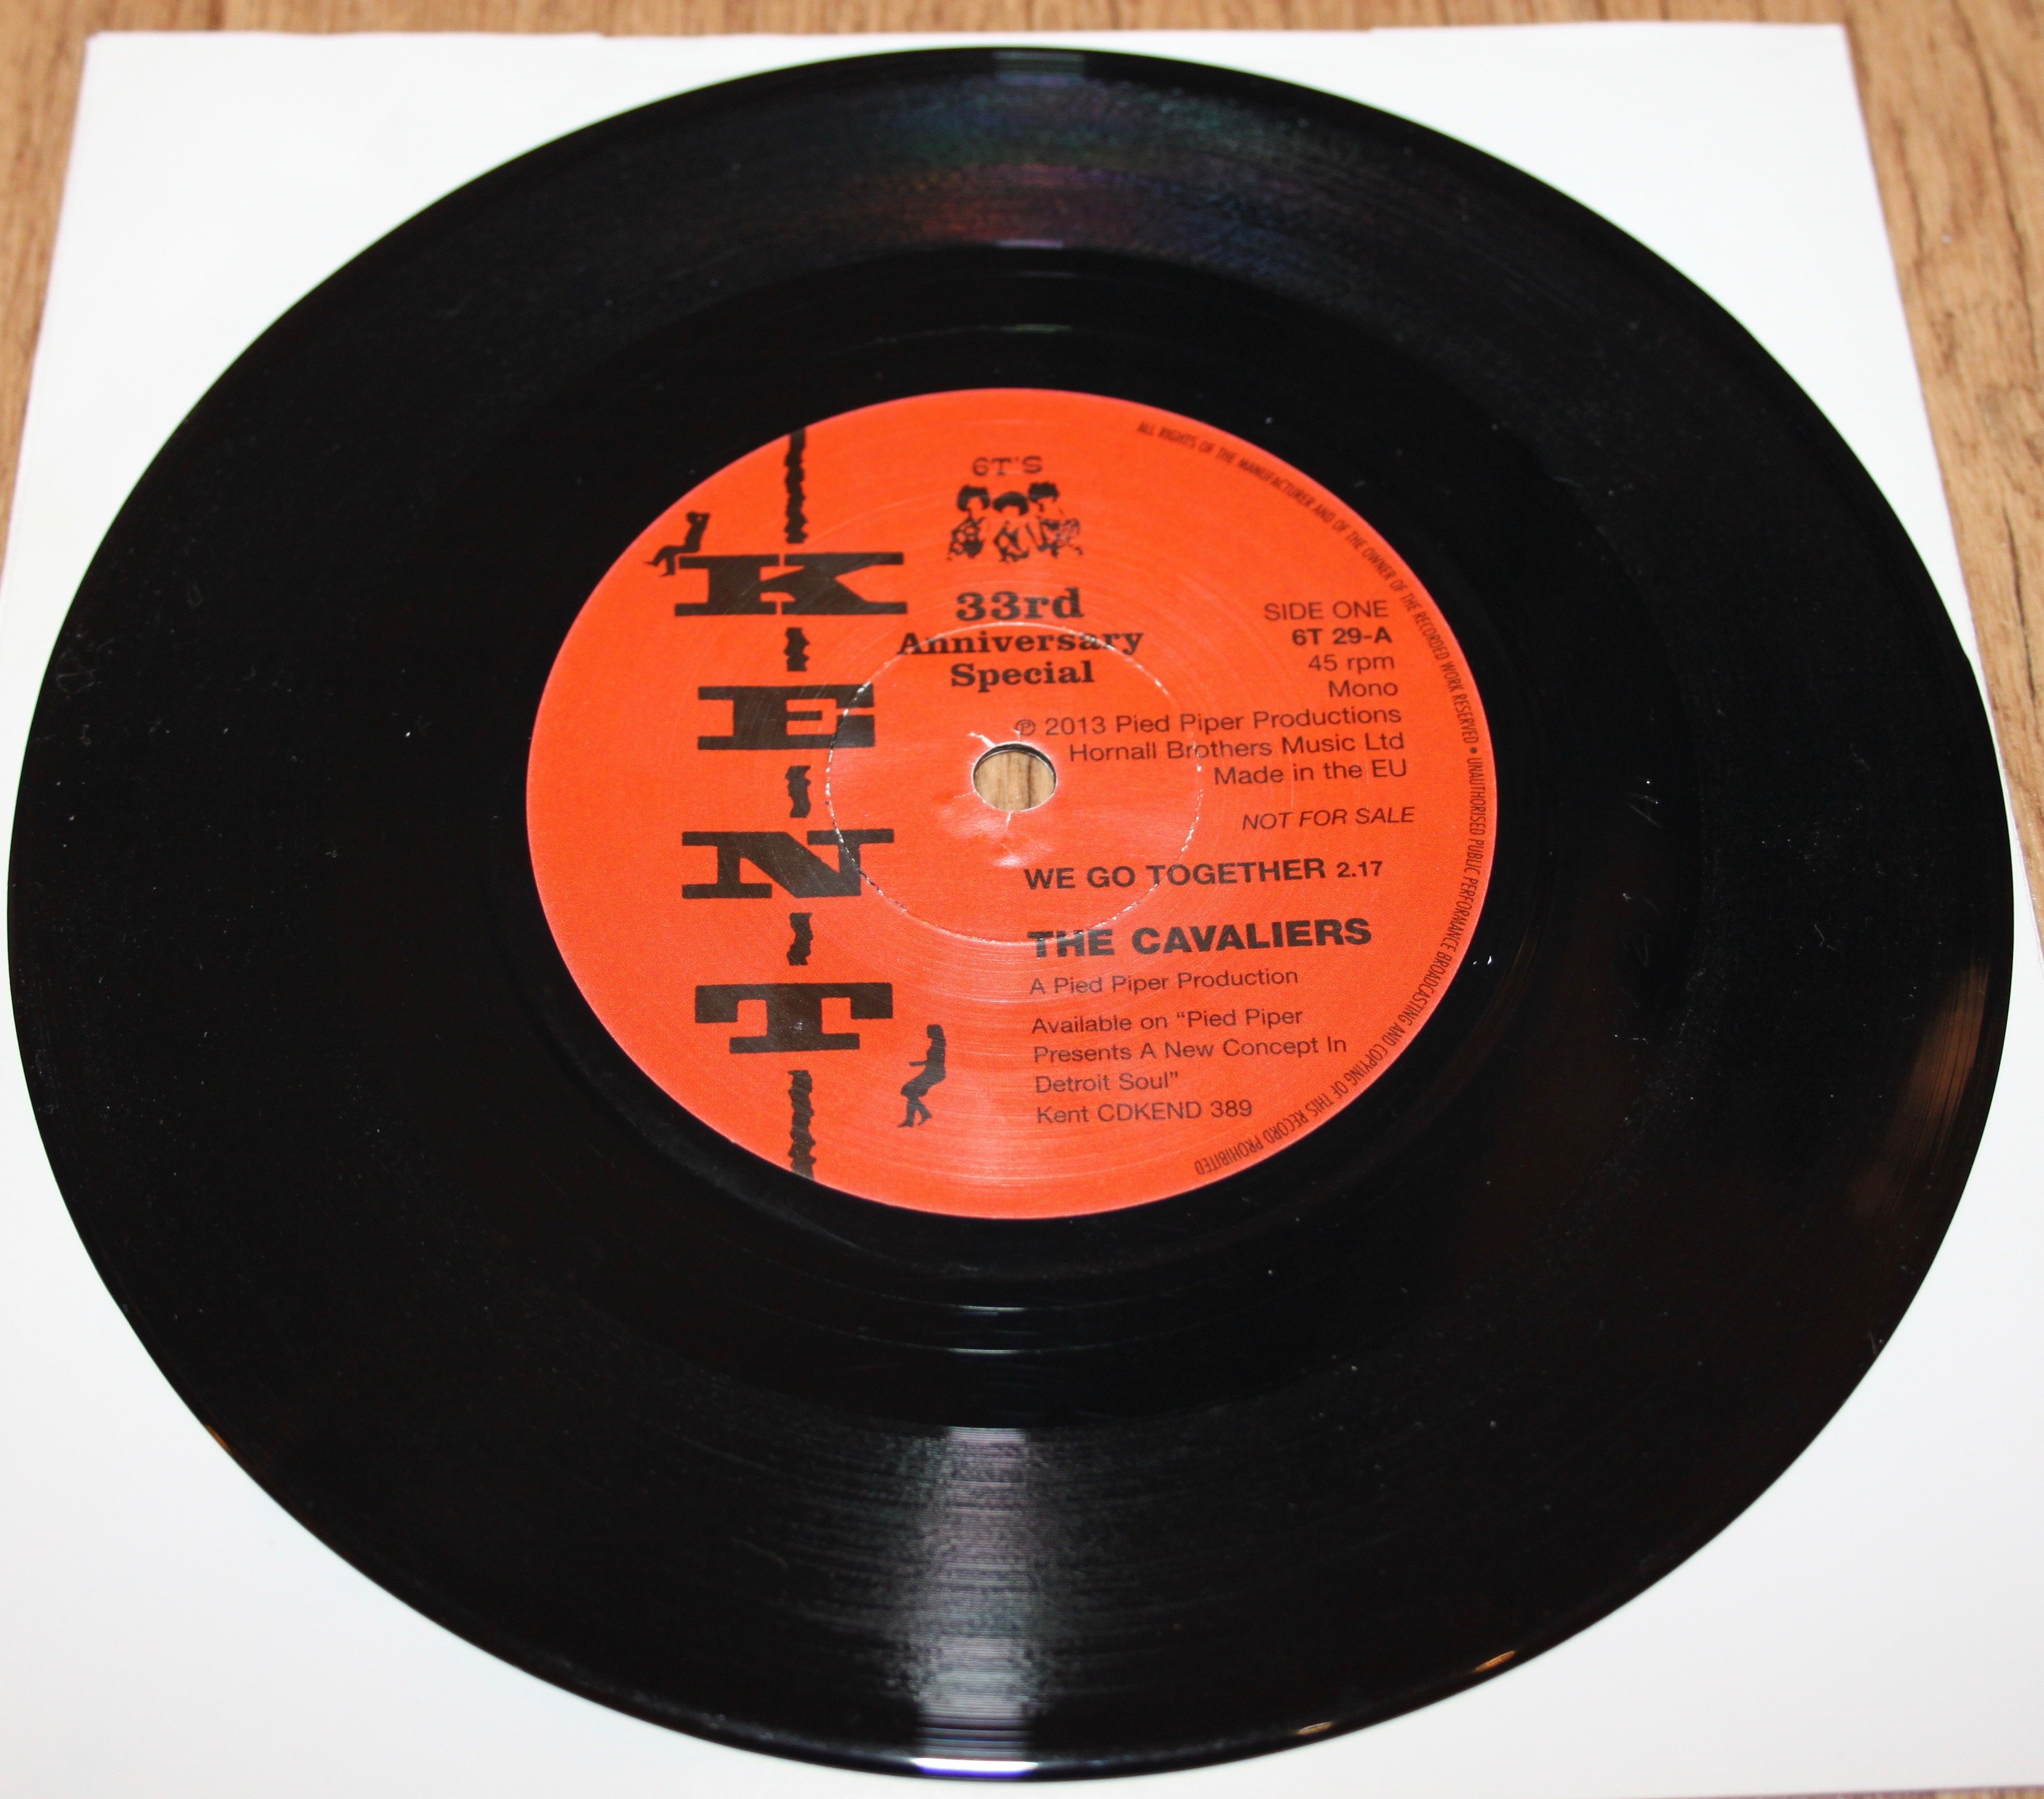 6T'S
K-E-N-T
33rd
Anniversary
Special
SIDE ONE
6T 29-A
45 rpm
Mono
℗ 2013 Pied Piper Productions
Hornall Brothers Music Ltd
Made in the EU
NOT FOR SALE
WE GO TOGETHER 2.17
THE CAVALIERS
A Pied Piper Production
Available on “Pied Piper
Presents A New Concept In
Detroit Soul”
Kent CDKEND 389
ALL RIGHTS OF THE MANUFACTURER AND OF THE OWNER OF THE RECORDED WORK RESERVED • UNAUTHORISED PUBLIC PERFORMANCE BROADCASTING AND COPYING OF THIS RECORD PROHIBITED